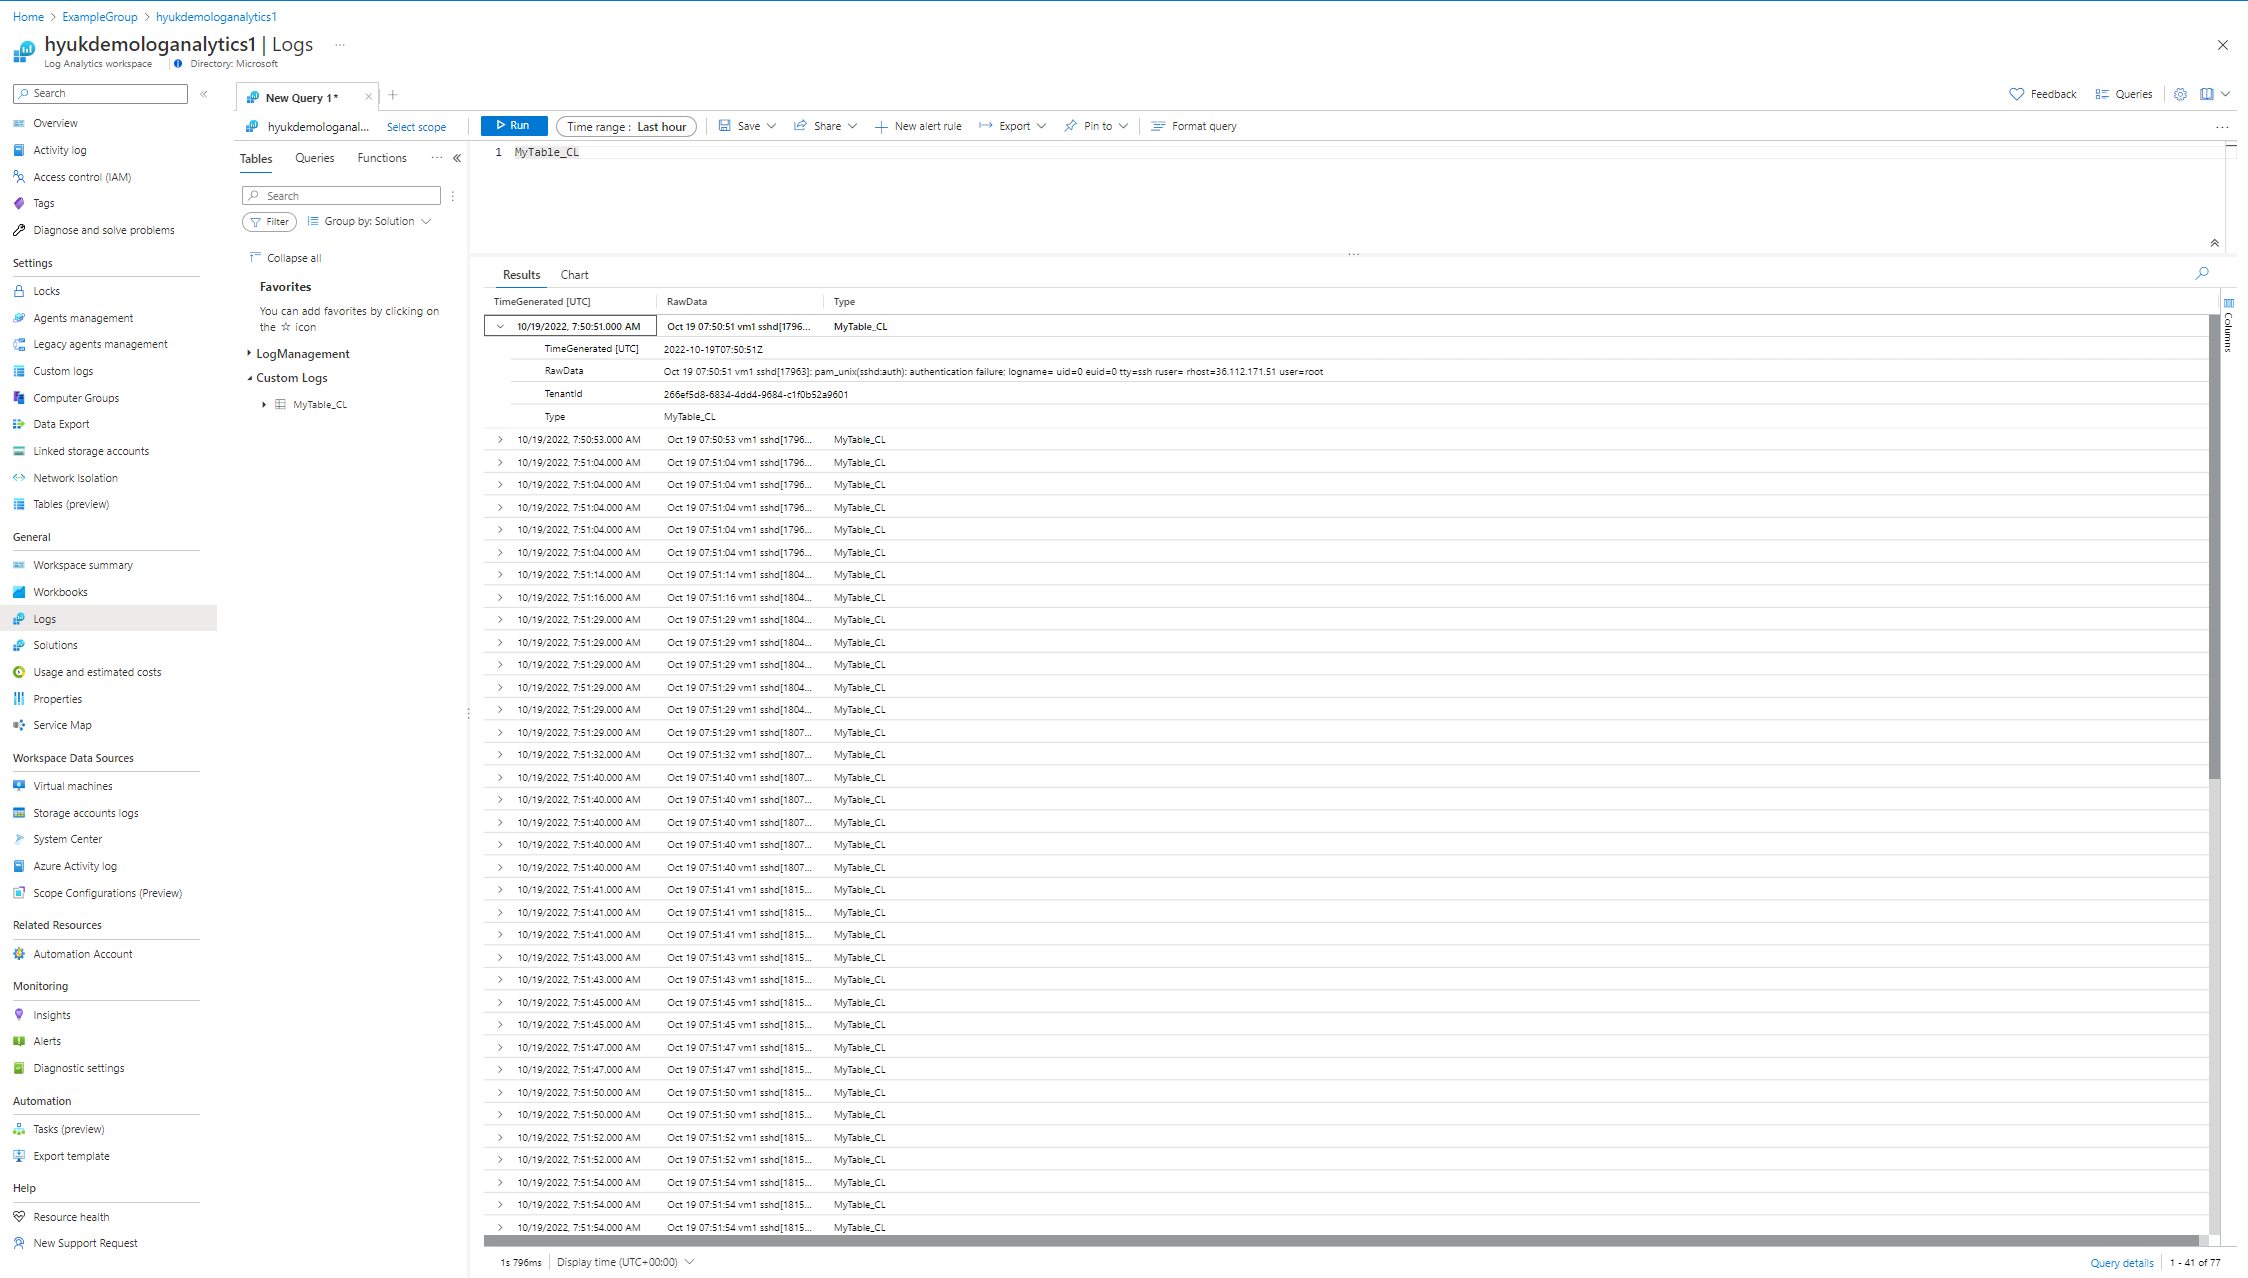 Home > ExampleGroup > hyukdemologanalytics1
hyukdemologanalytics1 | Logs ...
Log Analytics workspace
Directory: Microsoft
Search
«
Overview
Activity log
Access control (IAM)
Tags
Diagnose and solve problems
Settings
Locks
Agents management
Legacy agents management
Custom logs
Computer Groups
Data Export
Linked storage accounts
Network Isolation
Tables (preview)
General
Workspace summary
Workbooks
Logs
Solutions
Usage and estimated costs
Properties
Service Map
Workspace Data Sources
Virtual machines
Storage accounts logs
System Center
Azure Activity log
Scope Configurations (Preview)
Related Resources
Automation Account
Monitoring
Insights
Alerts
Diagnostic settings
Automation
Tasks (preview)
Export template
Help
Resource health
New Support Request
New Query 1*
Feedback
Queries
hyukdemologanal... Select scope
Run
Time range : Last hour
Save
Share
New alert rule
Export
Pin to
Format query
Tables Queries Functions ... «
Search
Filter
Group by: Solution
Collapse all
Favorites
You can add favorites by clicking on
the ☆ icon
LogManagement
Custom Logs
MyTable_CL
1 MyTable_CL
Results Chart
TimeGenerated [UTC] RawData Type
10/19/2022, 7:50:51.000 AM Oct 19 07:50:51 vm1 sshd[1796... MyTable_CL
TimeGenerated [UTC] 2022-10-19T07:50:51Z
RawData Oct 19 07:50:51 vm1 sshd[17963]: pam_unix(sshd:auth): authentication failure; logname= uid=0 euid=0 tty=ssh ruser= rhost=36.112.171.51 user=root
TenantId 266ef5d8-6834-4dd4-9684-c1f0b52a9601
Type MyTable_CL
10/19/2022, 7:50:53.000 AM Oct 19 07:50:53 vm1 sshd[1796... MyTable_CL
10/19/2022, 7:51:04.000 AM Oct 19 07:51:04 vm1 sshd[1796... MyTable_CL
10/19/2022, 7:51:04.000 AM Oct 19 07:51:04 vm1 sshd[1796... MyTable_CL
10/19/2022, 7:51:04.000 AM Oct 19 07:51:04 vm1 sshd[1796... MyTable_CL
10/19/2022, 7:51:04.000 AM Oct 19 07:51:04 vm1 sshd[1796... MyTable_CL
10/19/2022, 7:51:04.000 AM Oct 19 07:51:04 vm1 sshd[1796... MyTable_CL
10/19/2022, 7:51:14.000 AM Oct 19 07:51:14 vm1 sshd[1804... MyTable_CL
10/19/2022, 7:51:16.000 AM Oct 19 07:51:16 vm1 sshd[1804... MyTable_CL
10/19/2022, 7:51:29.000 AM Oct 19 07:51:29 vm1 sshd[1804... MyTable_CL
10/19/2022, 7:51:29.000 AM Oct 19 07:51:29 vm1 sshd[1804... MyTable_CL
10/19/2022, 7:51:29.000 AM Oct 19 07:51:29 vm1 sshd[1804... MyTable_CL
10/19/2022, 7:51:29.000 AM Oct 19 07:51:29 vm1 sshd[1804... MyTable_CL
10/19/2022, 7:51:29.000 AM Oct 19 07:51:29 vm1 sshd[1804... MyTable_CL
10/19/2022, 7:51:29.000 AM Oct 19 07:51:29 vm1 sshd[1807... MyTable_CL
10/19/2022, 7:51:32.000 AM Oct 19 07:51:32 vm1 sshd[1807... MyTable_CL
10/19/2022, 7:51:40.000 AM Oct 19 07:51:40 vm1 sshd[1807... MyTable_CL
10/19/2022, 7:51:40.000 AM Oct 19 07:51:40 vm1 sshd[1807... MyTable_CL
10/19/2022, 7:51:40.000 AM Oct 19 07:51:40 vm1 sshd[1807... MyTable_CL
10/19/2022, 7:51:40.000 AM Oct 19 07:51:40 vm1 sshd[1807... MyTable_CL
10/19/2022, 7:51:40.000 AM Oct 19 07:51:40 vm1 sshd[1807... MyTable_CL
10/19/2022, 7:51:41.000 AM Oct 19 07:51:41 vm1 sshd[1815... MyTable_CL
10/19/2022, 7:51:41.000 AM Oct 19 07:51:41 vm1 sshd[1815... MyTable_CL
10/19/2022, 7:51:41.000 AM Oct 19 07:51:41 vm1 sshd[1815... MyTable_CL
10/19/2022, 7:51:43.000 AM Oct 19 07:51:43 vm1 sshd[1815... MyTable_CL
10/19/2022, 7:51:43.000 AM Oct 19 07:51:43 vm1 sshd[1815... MyTable_CL
10/19/2022, 7:51:45.000 AM Oct 19 07:51:45 vm1 sshd[1815... MyTable_CL
10/19/2022, 7:51:45.000 AM Oct 19 07:51:45 vm1 sshd[1815... MyTable_CL
10/19/2022, 7:51:47.000 AM Oct 19 07:51:47 vm1 sshd[1815... MyTable_CL
10/19/2022, 7:51:47.000 AM Oct 19 07:51:47 vm1 sshd[1815... MyTable_CL
10/19/2022, 7:51:50.000 AM Oct 19 07:51:50 vm1 sshd[1815... MyTable_CL
10/19/2022, 7:51:50.000 AM Oct 19 07:51:50 vm1 sshd[1815... MyTable_CL
10/19/2022, 7:51:52.000 AM Oct 19 07:51:52 vm1 sshd[1815... MyTable_CL
10/19/2022, 7:51:52.000 AM Oct 19 07:51:52 vm1 sshd[1815... MyTable_CL
10/19/2022, 7:51:54.000 AM Oct 19 07:51:54 vm1 sshd[1815... MyTable_CL
10/19/2022, 7:51:54.000 AM Oct 19 07:51:54 vm1 sshd[1815... MyTable_CL
10/19/2022, 7:51:54.000 AM Oct 19 07:51:54 vm1 sshd[1815... MyTable_CL
Columns
1s 796ms
Display time (UTC+00:00)
Query details
1 - 41 of 77